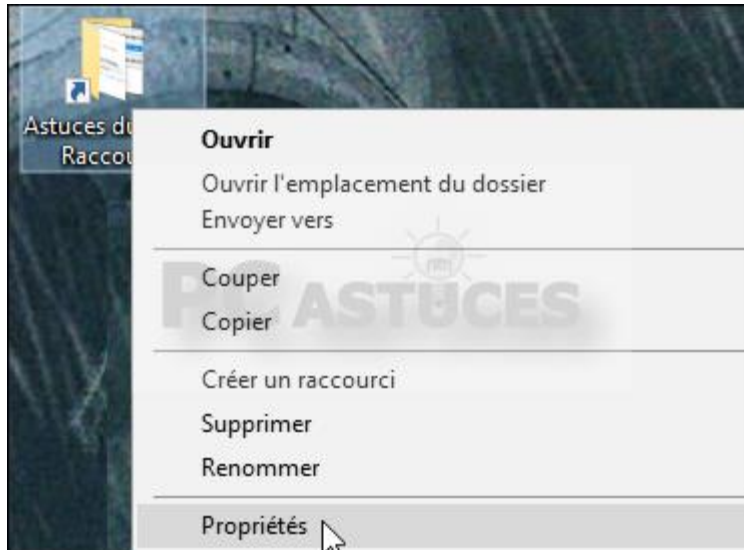 Astuces du
Raccou
Ouvrir
Ouvrir l'emplacement du dossier
Envoyer vers
PC ASTUCES
Couper
Copier
Créer un raccourci
Supprimer
Renommer
Propriétés